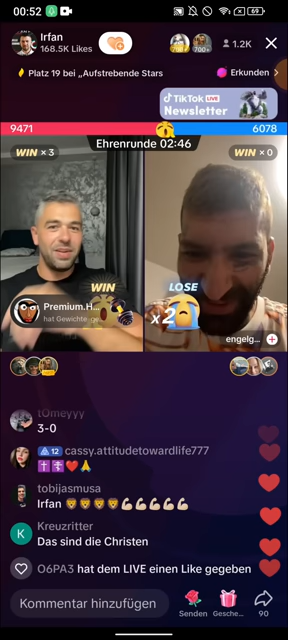 00:52
69
Irfan
168.5K Likes
700+
1.2K
Platz 19 bei „Aufstrebende Stars
Erkunden
TikTok LIVE
Newsletter
9471
6078
Ehrenrunde 02:46
WIN × 3
WIN × 0
WIN
LOSE
x2
Premium.H...
hat Gewichte-ge
engelg...
tOmeyyy
3-0
12 cassy.attitudetowardlife777
✝️☦️❤️🙏
tobijasmusa
Irfan 🦁🦁🦁🦁💪🏼💪🏼💪🏼💪🏼💪🏼
K Kreuzritter
Das sind die Christen
O6PA3 hat dem LIVE einen Like gegeben
Kommentar hinzufügen
Senden
Gesche...
90